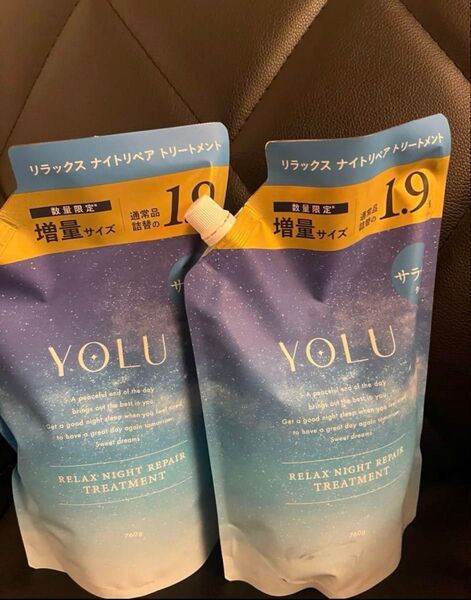 リラックス ナイトリペア トリートメント
数量限定*
増量サイズ
通常品
詰替の
1.9
サ
YOLU
A peaceful end of the day
brings out the best in you.
Get a good night sleep when you feel
to have a great day again tomorrow.
Sweet dreams.
RELAX NIGHT REPAIR
TREATMENT
760g
リラックス ナイトリペア トリートメント
数量限定*
増量サイズ
通常品
詰替の
1.9
サラ
YOLU
A peaceful end of the day
brings out the best in you.
Get a good night sleep when you feel
to have a great day again tomorrow.
Sweet dreams.
RELAX NIGHT REPAIR
TREATMENT
760g